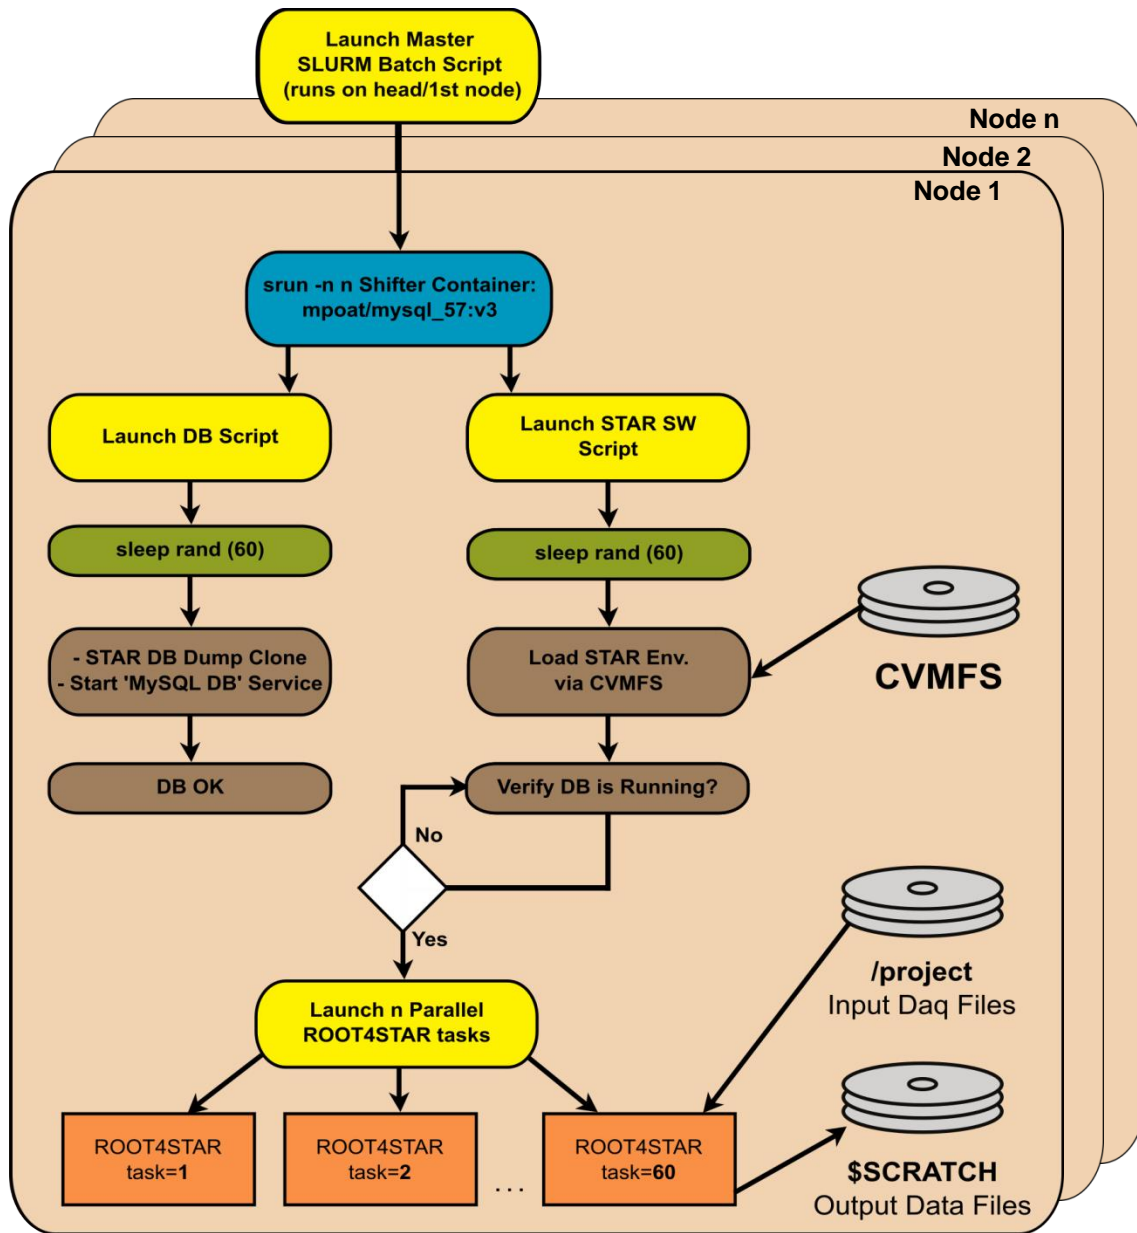 Launch Master
SLURM Batch Script
(runs on head/1st node)
Node n
Node 2
Node 1
srun -n n Shifter Container:
mpoat/mysql_57:v3
Launch DB Script
Launch STAR SW
Script
sleep rand (60)
sleep rand (60)
- STAR DB Dump Clone
- Start 'MySQL DB' Service
Load STAR Env.
via CVMFS
CVMFS
DB OK
Verify DB is Running?
No
Yes
/project
Input Daq Files
Launch n Parallel
ROOT4STAR tasks
ROOT4STAR
task=1
ROOT4STAR
task=2
...
ROOT4STAR
task=60
$SCRATCH
Output Data Files